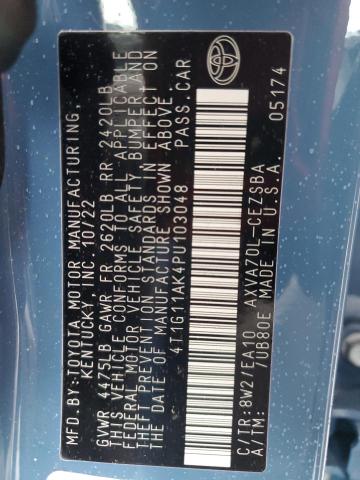 MFD. BY: TOYOTA MOTOR MANUFACTURING,
KENTUCKY, INC. 10/22
GVWR 4475LB GAWR FR 2620LB RR 2420LB
THIS VEHICLE CONFORMS TO ALL APPLICABLE
FEDERAL MOTOR VEHICLE SAFETY, BUMPER, AND
THEFT PREVENTION STANDARDS IN EFFECT ON
THE DATE OF MANUFACTURE SHOWN ABOVE
4T1G11AK4PU103048 PASS. CAR
C/TR: 8W2/EA10 AXVA70L-CEZSBA
A/TM: /UB80E MADE IN U.S.A. 05174